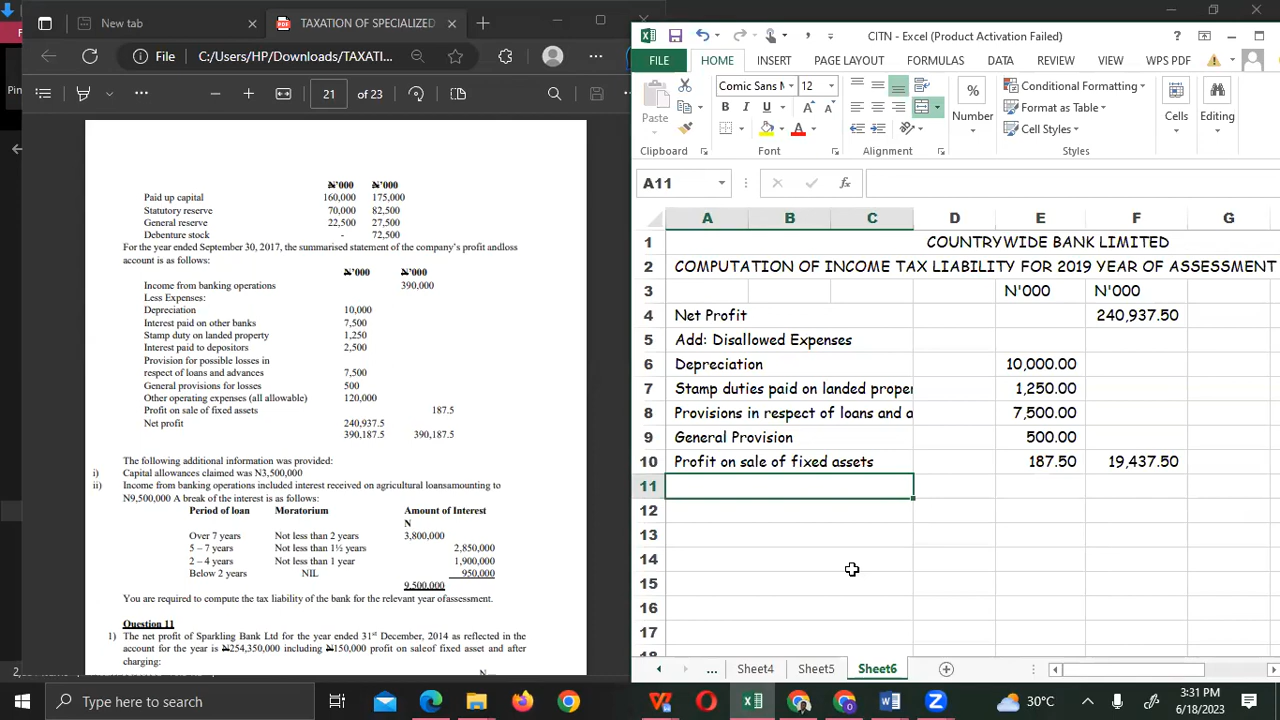 New tab
TAXATION OF SPECIALIZED
File
C:/Users/HP/Downloads/TAXATI...
21 of 23
N'000 N'000
Paid up capital 160,000 175,000
Statutory reserve 70,000 82,500
General reserve 22,500 27,500
Debenture stock - 72,500
For the year ended September 30, 2017, the summarised statement of the company's profit andloss
account is as follows:
N'000 N'000
Income from banking operations 390,000
Less Expenses:
Depreciation 10,000
Interest paid on other banks 7,500
Stamp duty on landed property 1,250
Interest paid to depositors 2,500
Provision for possible losses in
respect of loans and advances 7,500
General provisions for losses 500
Other operating expenses (all allowable) 120,000
Profit on sale of fixed assets 187.5
Net profit 240,937.5
390.187.5 390,187.5
The following additional information was provided:
i) Capital allowances claimed was N3,500,000
ii) Income from banking operations included interest received on agricultural loansamounting to
N9,500,000 A break of the interest is as follows:
Period of loan Moratorium Amount of Interest
N
Over 7 years Not less than 2 years 3,800,000
5 – 7 years Not less than 1½ years 2,850,000
2 – 4 years Not less than 1 year 1,900,000
Below 2 years NIL 950,000
9,500,000
You are required to compute the tax liability of the bank for the relevant year ofassessment.
Question 11
1) The net profit of Sparkling Bank Ltd for the year ended 31st December, 2014 as reflected in the
account for the year is N254,350,000 including N150,000 profit on saleof fixed asset and after
charging:
N
CITN - Excel (Product Activation Failed)
FILE HOME INSERT PAGE LAYOUT FORMULAS DATA REVIEW VIEW WPS PDF
Paste
Comic Sans M 12
B I U
A A
Number
Conditional Formatting
Format as Table
Cell Styles
Cells
Editing
Clipboard Font Alignment Styles
A11 fx
A B C D E F G
1 COUNTRYWIDE BANK LIMITED
2 COMPUTATION OF INCOME TAX LIABILITY FOR 2019 YEAR OF ASSESSMENT
3 N'000 N'000
4 Net Profit 240,937.50
5 Add: Disallowed Expenses
6 Depreciation 10,000.00
7 Stamp duties paid on landed proper 1,250.00
8 Provisions in respect of loans and a 7,500.00
9 General Provision 500.00
10 Profit on sale of fixed assets 187.50 19,437.50
11
12
13
14
15
16
17
18
... Sheet4 Sheet5 Sheet6
Type here to search
30°C
3:31 PM
6/18/2023